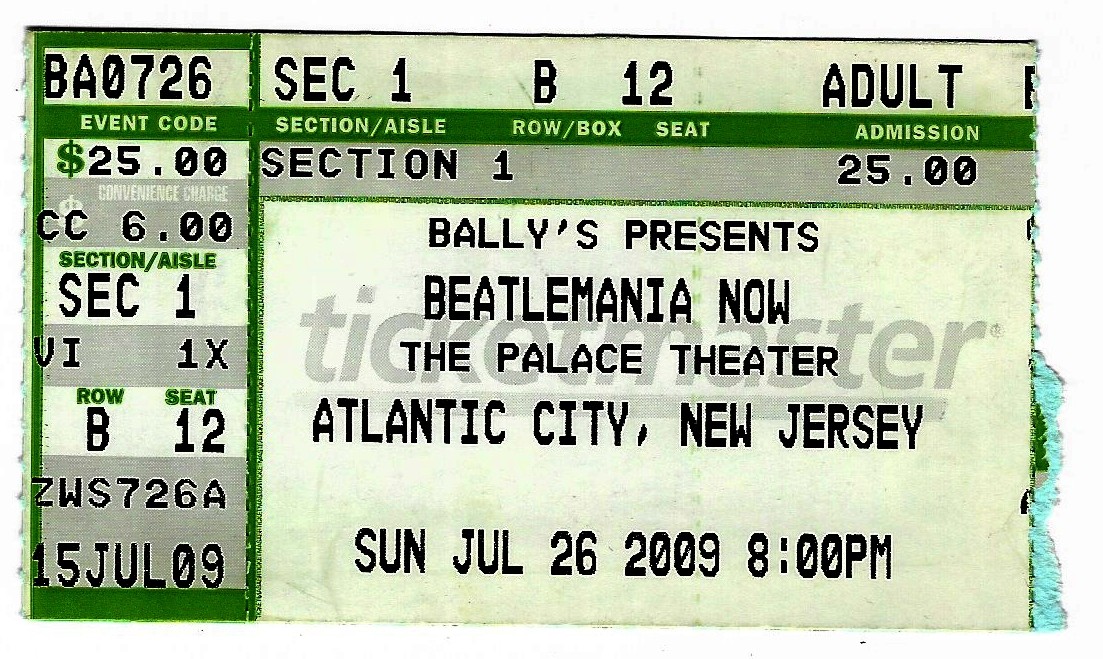 BA0726
EVENT CODE
$25.00
CONVENIENCE CHARGE
CC 6.00
SECTION/AISLE
SEC 1
VI 1X
ROW SEAT
B 12
ZWS726A
15JUL09
SEC 1 B 12 ADULT
SECTION/AISLE ROW/BOX SEAT ADMISSION
SECTION 1 25.00
BALLY'S PRESENTS
BEATLEMANIA NOW
ticketmaster®
THE PALACE THEATER
ATLANTIC CITY, NEW JERSEY
SUN JUL 26 2009 8:00PM